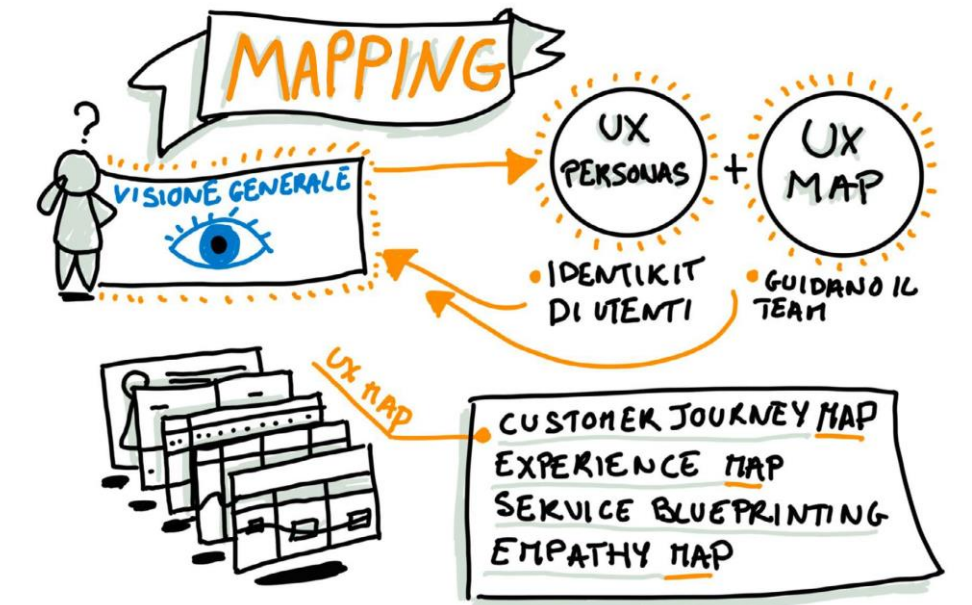 MAPPING
?
VISIONE GENERALE
UX
PERSONAS
+
UX
MAP
• IDENTIKIT
DI UTENTI
• GUIDANO IL
TEAM
UX MAP
CUSTOMER JOURNEY MAP
EXPERIENCE MAP
SERVICE BLUEPRINTING
EMPATHY MAP